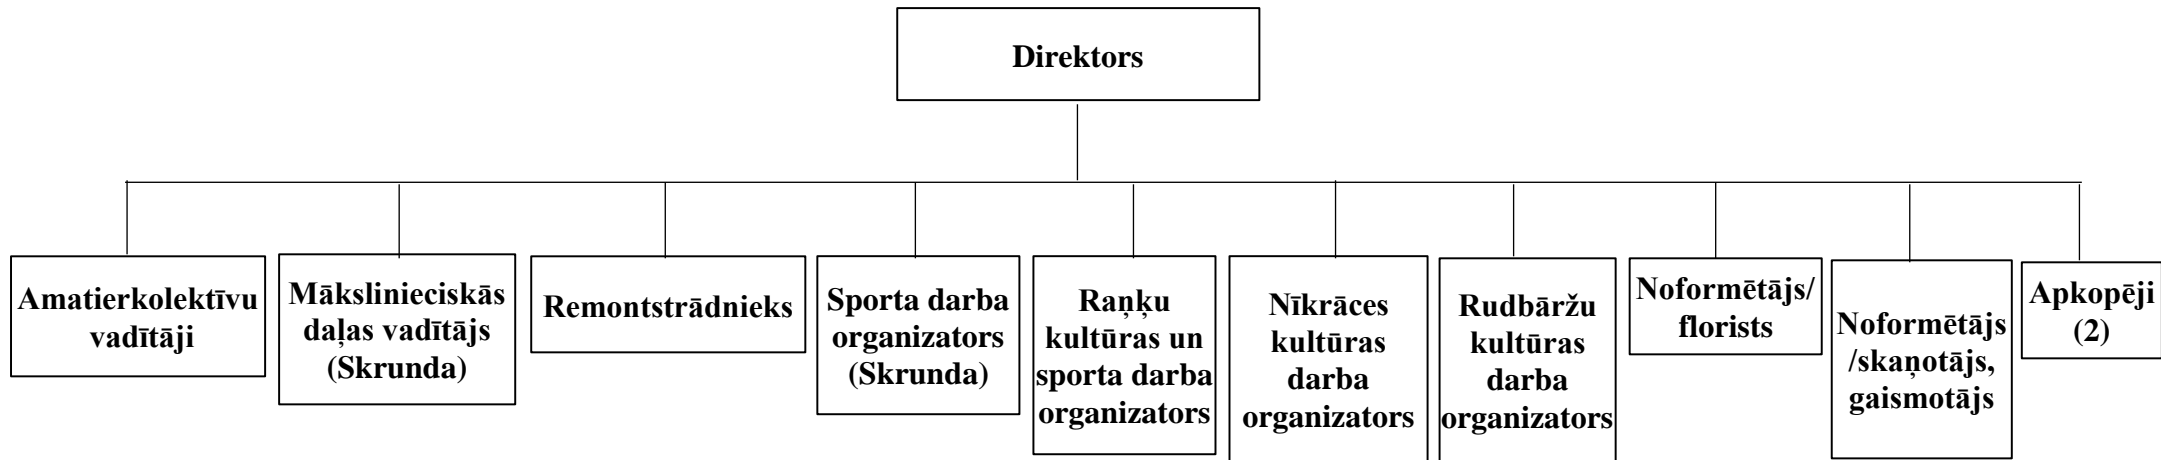 Direktors
Amatierkolektīvu
vadītāji
Mākslinieciskās
daļas vadītājs
(Skrunda)
Remontstrādnieks
Sporta darba
organizators
(Skrunda)
Raņķu
kultūras un
sporta darba
organizators
Nīkrāces
kultūras
darba
organizators
Rudbāržu
kultūras
darba
organizators
Noformētājs/
florists
Noformētājs
/skaņotājs,
gaismotājs
Apkopēji
(2)